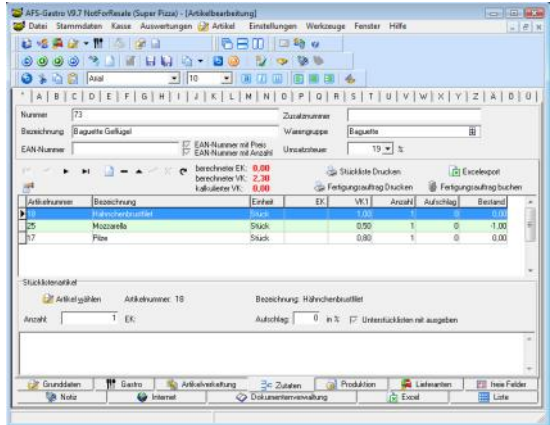 AFS-Gastro V9.7 NotForResale (Super Pizza) - [Artikelbearbeitung]
Datei Stammdaten Kasse Auswertungen Artikel Einstellungen Werkzeuge Fenster Hilfe
Arial 10
* A B C D E F G H I J K L M N O P Q R S T U V W X Y Z Ä Ö Ü
Nummer 73 Zusatznummer
Bezeichnung Baguette Geflügel Warengruppe Baguette
EAN-Nummer EAN-Nummer mit Preis
EAN-Nummer mit Anzahl Umsatzsteuer 19 %
berechneter EK: 0,00 Stückliste Drucken Excelexport
berechneter VK: 2,30
kalkulierter VK: 0,00 Fertigungsauftrag Drucken Fertigungsauftrag buchen
Artikelnummer Bezeichnung Einheit EK VK1 Anzahl Aufschlag Bestand
18 Hähnchenbrustfilet Stück 1,00 1 0 0,00
25 Mozzarella Stück 0,50 1 0 -1,00
17 Pilze Stück 0,80 1 0 0,00
Stücklistenartikel
Artikel wählen Artikelnummer: 18 Bezeichnung: Hähnchenbrustfilet
Anzahl: 1 EK: Aufschlag: 0 in % Unterstücklisten mit ausgeben
Grunddaten Gastro Artikelverkettung Zutaten Produktion Lieferanten freie Felder
Notiz Internet Dokumentenverwaltung Excel Liste